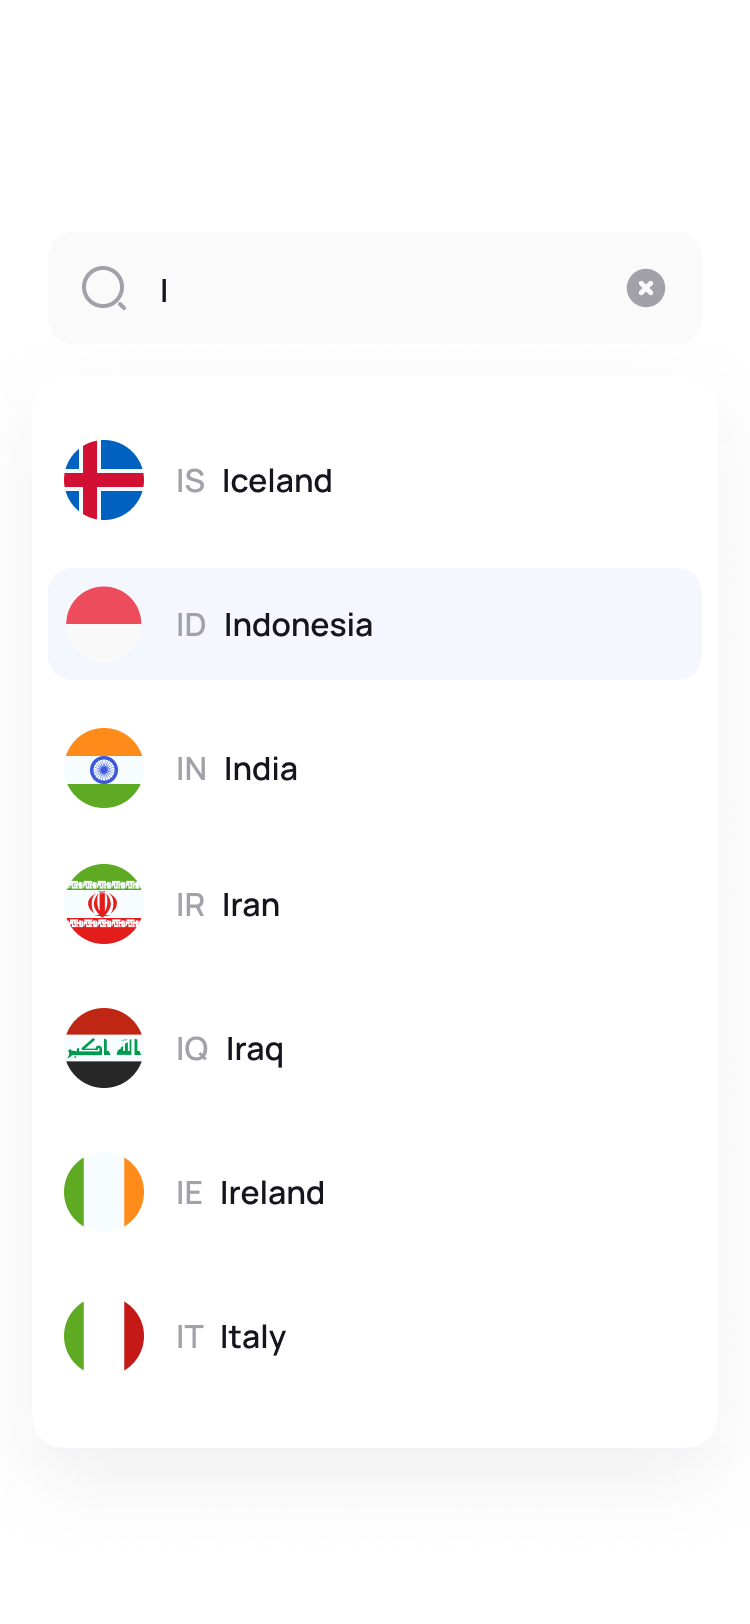 I
IS Iceland
ID Indonesia
IN India
IR Iran
IQ Iraq
IE Ireland
IT Italy